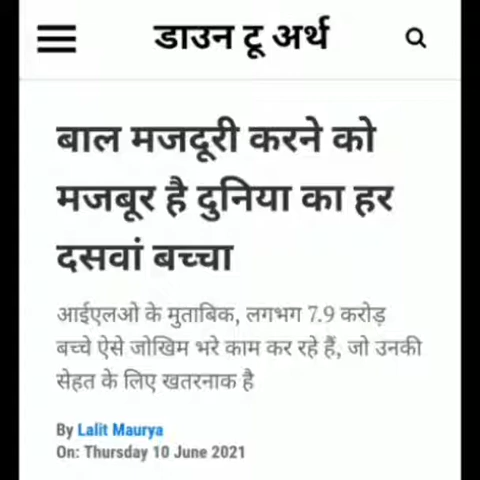 डाउन टू अर्थ
बाल मजदूरी करने को
मजबूर है दुनिया का हर
दसवां बच्चा
आईएलओ के मुताबिक, लगभग 7.9 करोड़
बच्चे ऐसे जोखिम भरे काम कर रहे हैं, जो उनकी
सेहत के लिए खतरनाक है
By Lalit Maurya
On: Thursday 10 June 2021